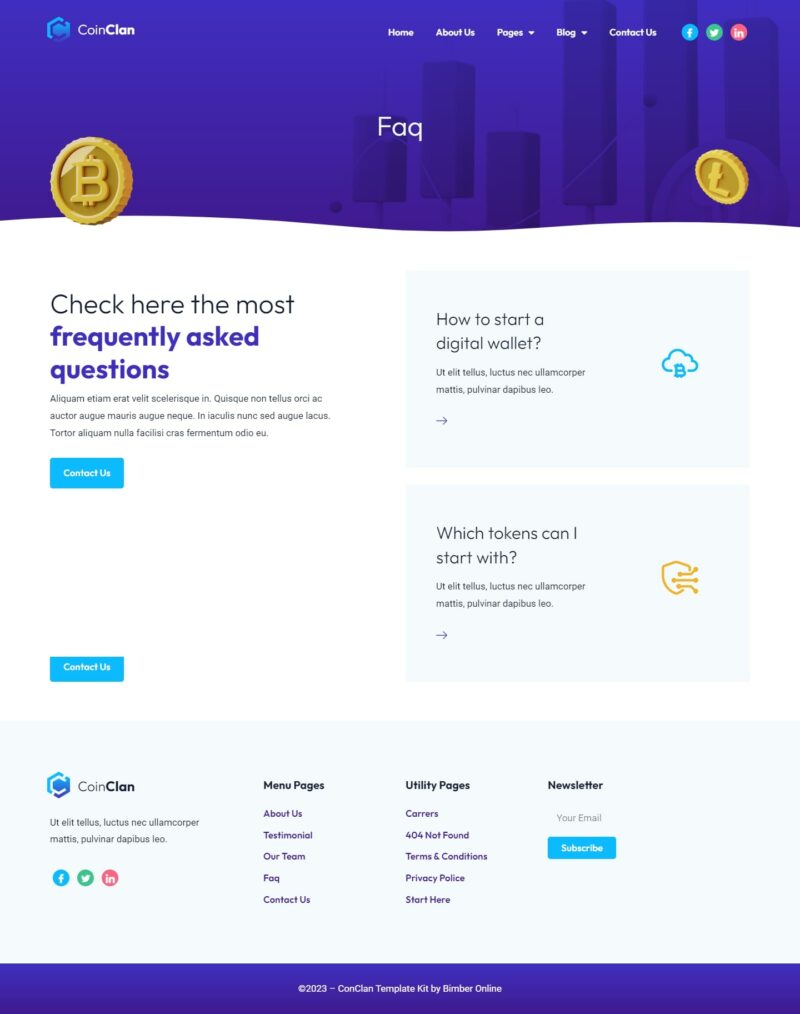 CoinClan
Home About Us Pages Blog Contact Us
Faq
Check here the most
frequently asked
questions
Aliquam etiam erat velit scelerisque in. Quisque non tellus orci ac
auctor augue mauris augue neque. In iaculis nunc sed augue lacus.
Tortor aliquam nulla facilisi cras fermentum odio eu.
Contact Us
How to start a
digital wallet?
Ut elit tellus, luctus nec ullamcorper
mattis, pulvinar dapibus leo.
Which tokens can I
start with?
Ut elit tellus, luctus nec ullamcorper
mattis, pulvinar dapibus leo.
Contact Us
CoinClan
Ut elit tellus, luctus nec ullamcorper
mattis, pulvinar dapibus leo.
Menu Pages
About Us
Testimonial
Our Team
Faq
Contact Us
Utility Pages
Carrers
404 Not Found
Terms & Conditions
Privacy Police
Start Here
Newsletter
Your Email
Subscribe
©2023 – ConClan Template Kit by Bimber Online